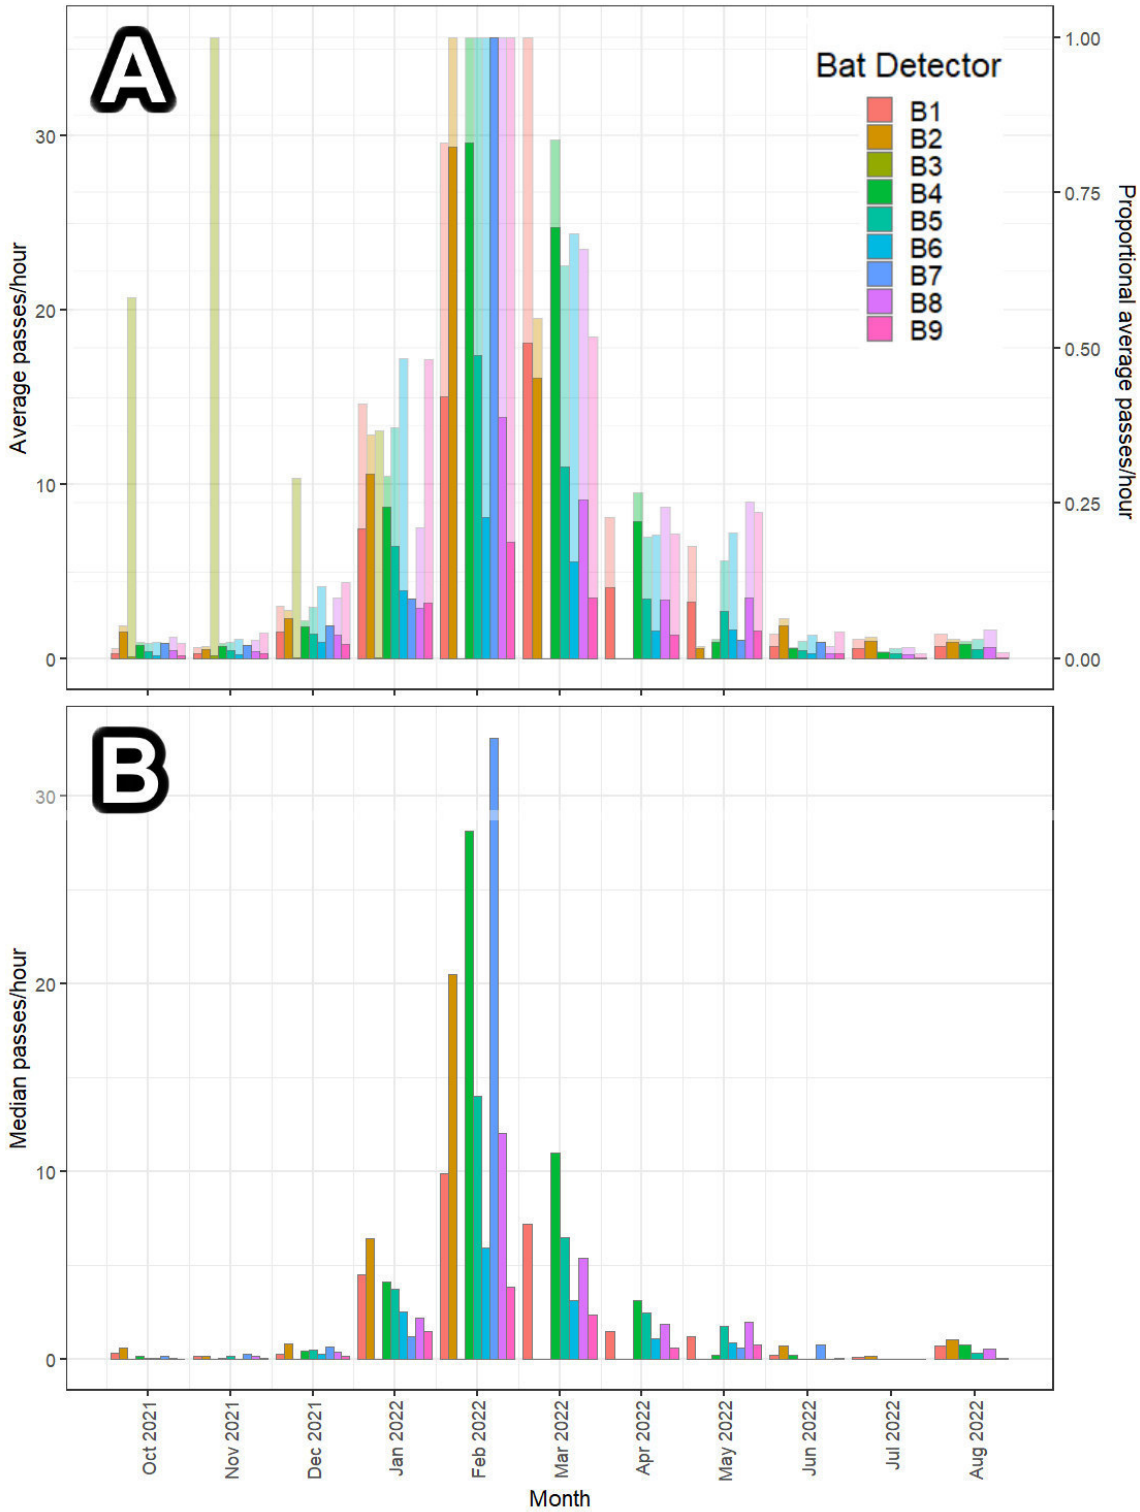 A
Bat Detector
B1
B2
B3
B4
B5
B6
B7
B8
B9
Average passes/hour
30
20
10
0
Proportional average passes/hour
1.00
0.75
0.50
0.25
0.00
B
Median passes/hour
30
20
10
0
Oct 2021
Nov 2021
Dec 2021
Jan 2022
Feb 2022
Mar 2022
Apr 2022
May 2022
Jun 2022
Jul 2022
Aug 2022
Month